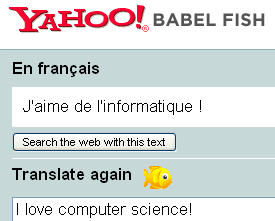 YAHOO! BABEL FISH
En français
J'aime de l'informatique !
Search the web with this text
Translate again
I love computer science!